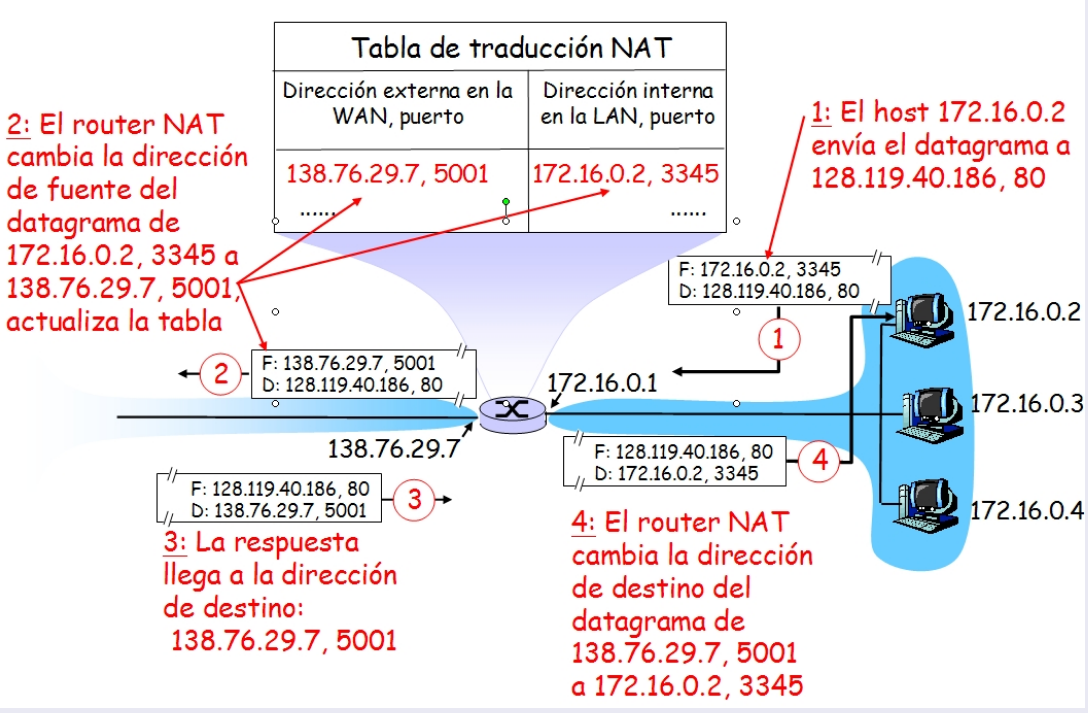 Tabla de traducción NAT
Dirección externa en la
WAN, puerto
Dirección interna
en la LAN, puerto
138.76.29.7, 5001
172.16.0.2, 3345
......
......
2: El router NAT
cambia la dirección
de fuente del
datagrama de
172.16.0.2, 3345 a
138.76.29.7, 5001,
actualiza la tabla
1: El host 172.16.0.2
envía el datagrama a
128.119.40.186, 80
F: 172.16.0.2, 3345
D: 128.119.40.186, 80
1
172.16.0.2
2
F: 138.76.29.7, 5001
D: 128.119.40.186, 80
172.16.0.1
172.16.0.3
138.76.29.7
F: 128.119.40.186, 80
D: 172.16.0.2, 3345
4
F: 128.119.40.186, 80
D: 138.76.29.7, 5001
3
172.16.0.4
3: La respuesta
llega a la dirección
de destino:
138.76.29.7, 5001
4: El router NAT
cambia la dirección
de destino del
datagrama de
138.76.29.7, 5001
a 172.16.0.2, 3345